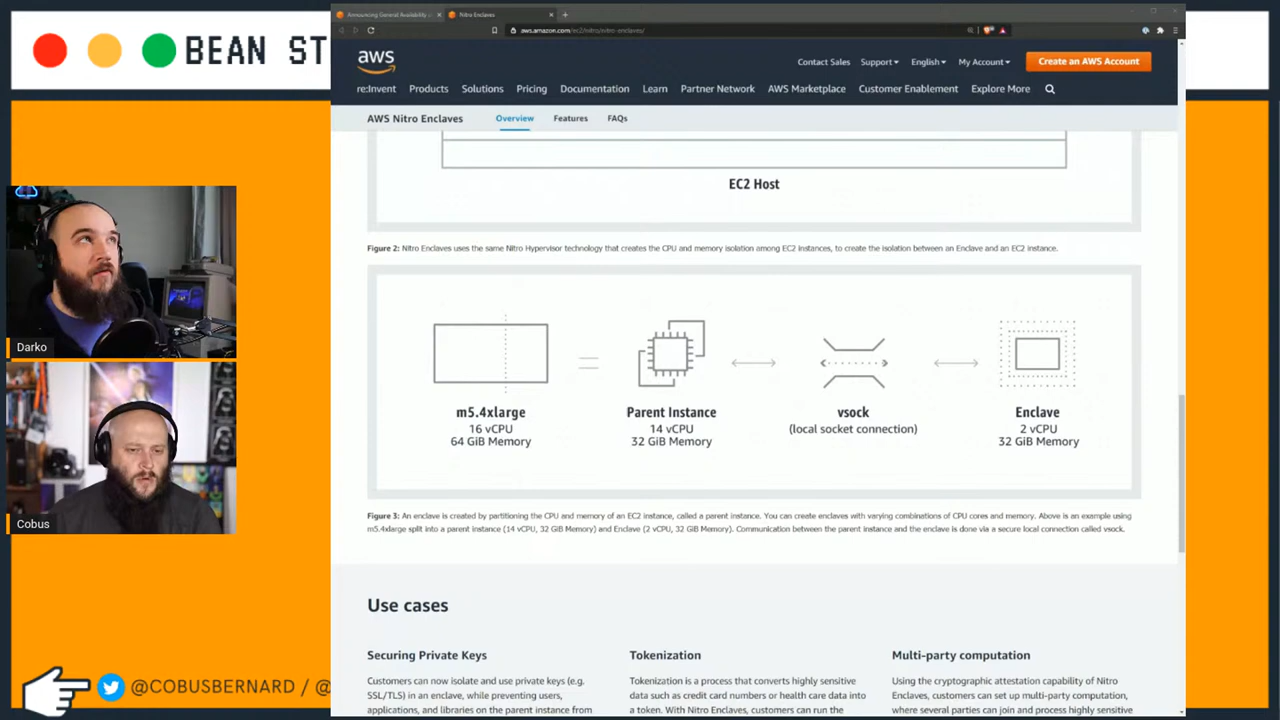 BEAN ST
Announcing General Availability o
Nitro Enclaves
aws.amazon.com/ec2/nitro/nitro-enclaves/
aws
Contact Sales Support English My Account Create an AWS Account
re:Invent Products Solutions Pricing Documentation Learn Partner Network AWS Marketplace Customer Enablement Explore More
AWS Nitro Enclaves Overview Features FAQs
EC2 Host
Figure 2: Nitro Enclaves uses the same Nitro Hypervisor technology that creates the CPU and memory isolation among EC2 instances, to create the isolation between an Enclave and an EC2 instance.
m5.4xlarge
16 vCPU
64 GiB Memory
Parent Instance
14 vCPU
32 GiB Memory
vsock
(local socket connection)
Enclave
2 vCPU
32 GiB Memory
Figure 3: An enclave is created by partitioning the CPU and memory of an EC2 instance, called a parent instance. You can create enclaves with varying combinations of CPU cores and memory. Above is an example using
m5.4xlarge split into a parent instance (14 vCPU, 32 GiB Memory) and Enclave (2 vCPU, 32 GiB Memory). Communication between the parent instance and the enclave is done via a secure local connection called vsock.
Use cases
Securing Private Keys
Customers can now isolate and use private keys (e.g.
SSL/TLS) in an enclave, while preventing users,
applications, and libraries on the parent instance from
Tokenization
Tokenization is a process that converts highly sensitive
data such as credit card numbers or health care data into
a token. With Nitro Enclaves, customers can run the
Multi-party computation
Using the cryptographic attestation capability of Nitro
Enclaves, customers can set up multi-party computation,
where several parties can join and process highly sensitive
Darko
Cobus
@COBUSBERNARD / @